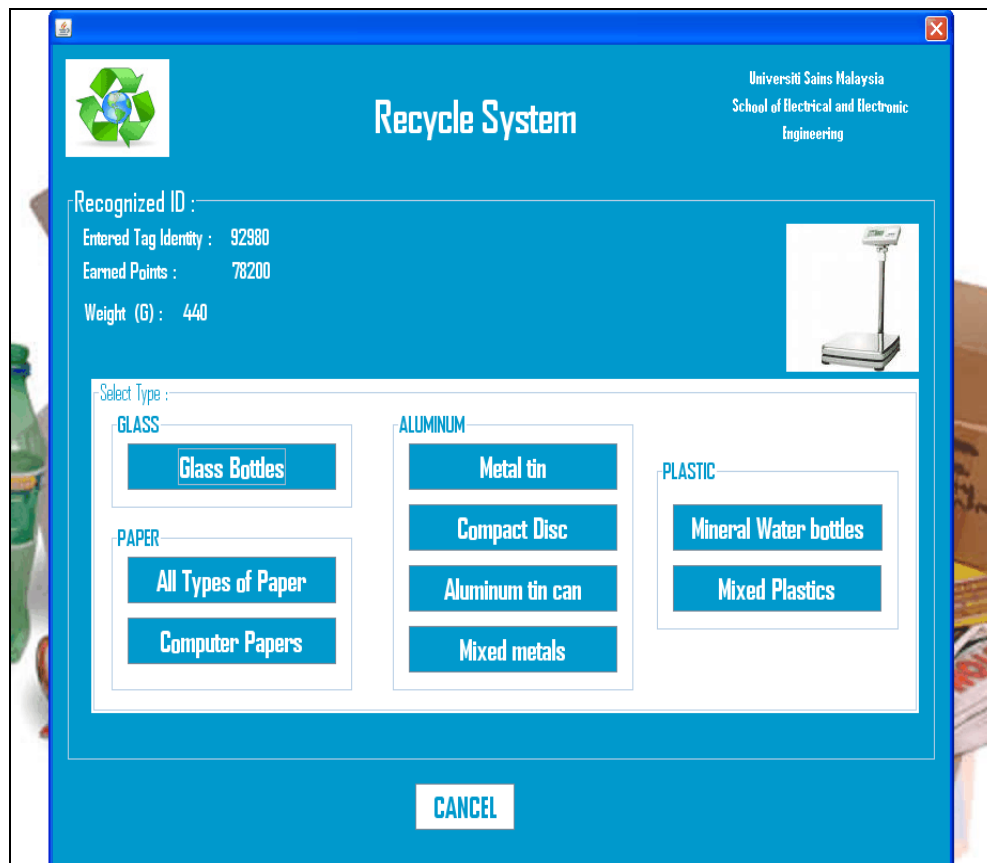 Recycle System
Universiti Sains Malaysia
School of Electrical and Electronic
Engineering
Recognized ID :
Entered Tag Identity : 92980
Earned Points : 78200
Weight (G) : 440
Select Type :
GLASS
Glass Bottles
PAPER
All Types of Paper
Computer Papers
ALUMINUM
Metal tin
Compact Disc
Aluminum tin can
Mixed metals
PLASTIC
Mineral Water bottles
Mixed Plastics
CANCEL